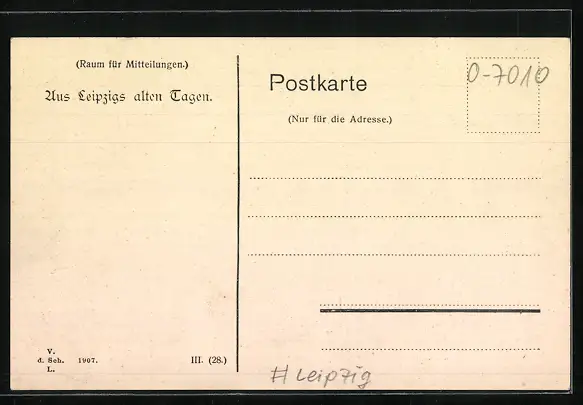 (Raum für Mitteilungen.)
Aus Leipzigs alten Tagen.
V.
d. Sch. 1907. III. (28.)
L.
Postkarte
(Nur für die Adresse.)
0-7010
# Leipzig